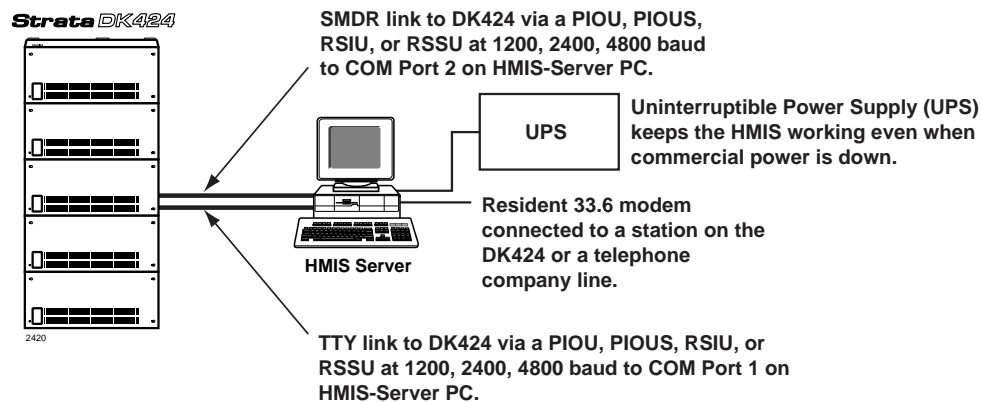 Strata DK424
SMDR link to DK424 via a PIOU, PIOUS,
RSIU, or RSSU at 1200, 2400, 4800 baud
to COM Port 2 on HMIS-Server PC.
UPS
Uninterruptible Power Supply (UPS)
keeps the HMIS working even when
commercial power is down.
Resident 33.6 modem
connected to a station on the
DK424 or a telephone
company line.
HMIS Server
2420
TTY link to DK424 via a PIOU, PIOUS, RSIU, or
RSSU at 1200, 2400, 4800 baud to COM Port 1 on
HMIS-Server PC.